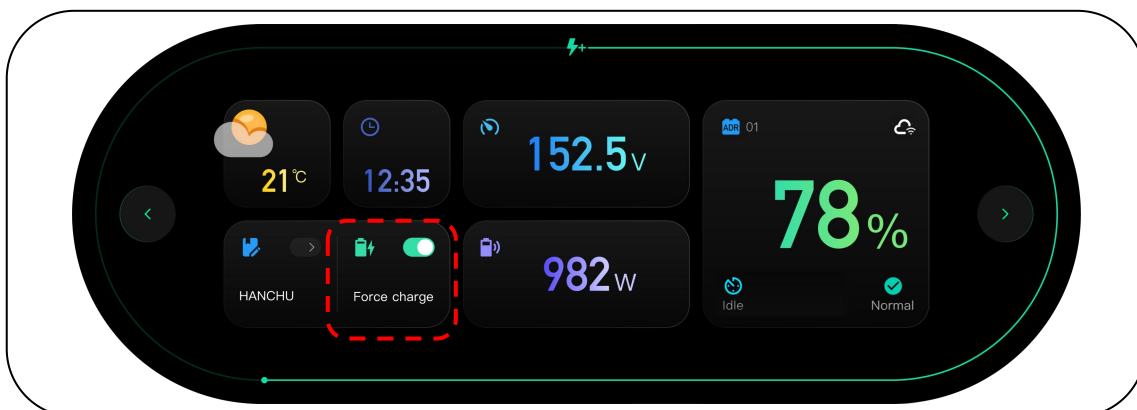 21℃
12:35
152.5V
ADR 01
78%
HANCHU
Force charge
982W
Idle
Normal